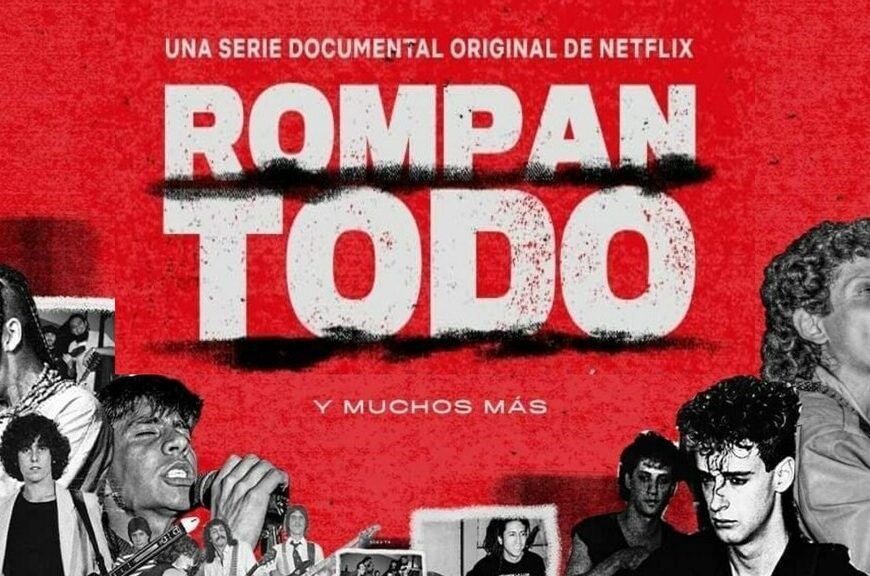 UNA SERIE DOCUMENTAL ORIGINAL DE NETFLIX
ROMPAN
TODO
Y MUCHOS MÁS